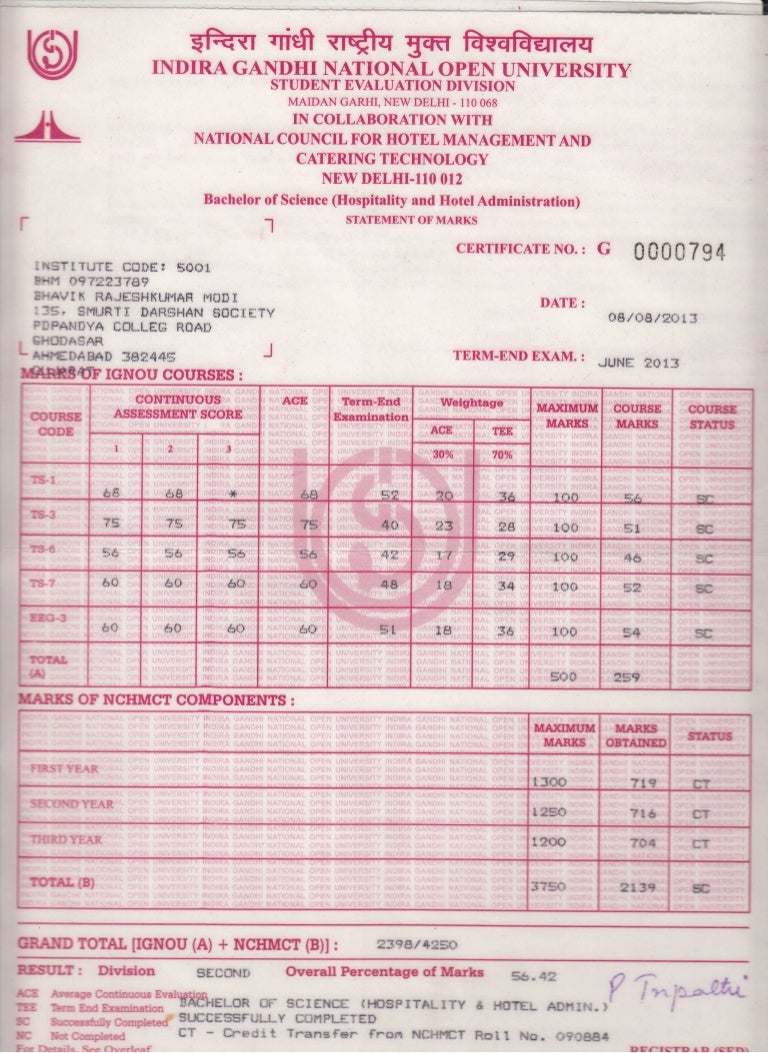 इन्दिरा गांधी राष्ट्रीय मुक्त विश्वविद्यालय
INDIRA GANDHI NATIONAL OPEN UNIVERSITY
STUDENT EVALUATION DIVISION
MAIDAN GARHI, NEW DELHI - 110 068
IN COLLABORATION WITH
NATIONAL COUNCIL FOR HOTEL MANAGEMENT AND
CATERING TECHNOLOGY
NEW DELHI-110 012
Bachelor of Science (Hospitality and Hotel Administration)
STATEMENT OF MARKS
CERTIFICATE NO. : G 0000794
INSTITUTE CODE: 5001
BHM 097223789
BHAVIK RAJESHKUMAR MODI
135, SMURTI DARSHAN SOCIETY
PDPANDYA COLLEG ROAD
GHODASAR
AHMEDABAD 382445
DATE : 08/08/2013
TERM-END EXAM. : JUNE 2013
MARKS OF IGNOU COURSES :
COURSE CODE CONTINUOUS ASSESSMENT SCORE ACE Term-End Examination Weightage MAXIMUM MARKS COURSE MARKS COURSE STATUS
1 2 3 ACE TEE
30% 70%
TS-1 68 68 * 68 52 20 36 100 56 SC
TS-3 75 75 75 75 40 23 28 100 51 SC
TS-6 56 56 56 56 42 17 29 100 46 SC
TS-7 60 60 60 60 48 18 34 100 52 SC
EEG-3 60 60 60 60 51 18 36 100 54 SC
TOTAL (A) 500 259
MARKS OF NCHMCT COMPONENTS :
MAXIMUM MARKS MARKS OBTAINED STATUS
FIRST YEAR 1300 719 CT
SECOND YEAR 1250 716 CT
THIRD YEAR 1200 704 CT
TOTAL (B) 3750 2139 SC
GRAND TOTAL [IGNOU (A) + NCHMCT (B)] : 2398/4250
RESULT : Division SECOND Overall Percentage of Marks 56.42
P Tripathi
ACE Average Continuous Evaluation
TEE Term End Examination
SC Successfully Completed
NC Not Completed
BACHELOR OF SCIENCE (HOSPITALITY & HOTEL ADMIN.)
SUCCESSFULLY COMPLETED
CT - Credit Transfer from NCHMCT Roll No. 090884
For Details, See Overleaf
REGISTRAR (SED)